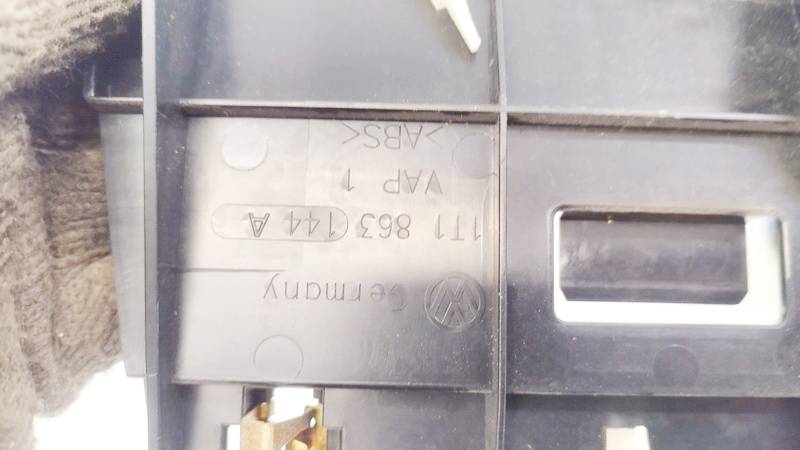 Germany
1T1 863 144 A
VAP 1
>ABS<